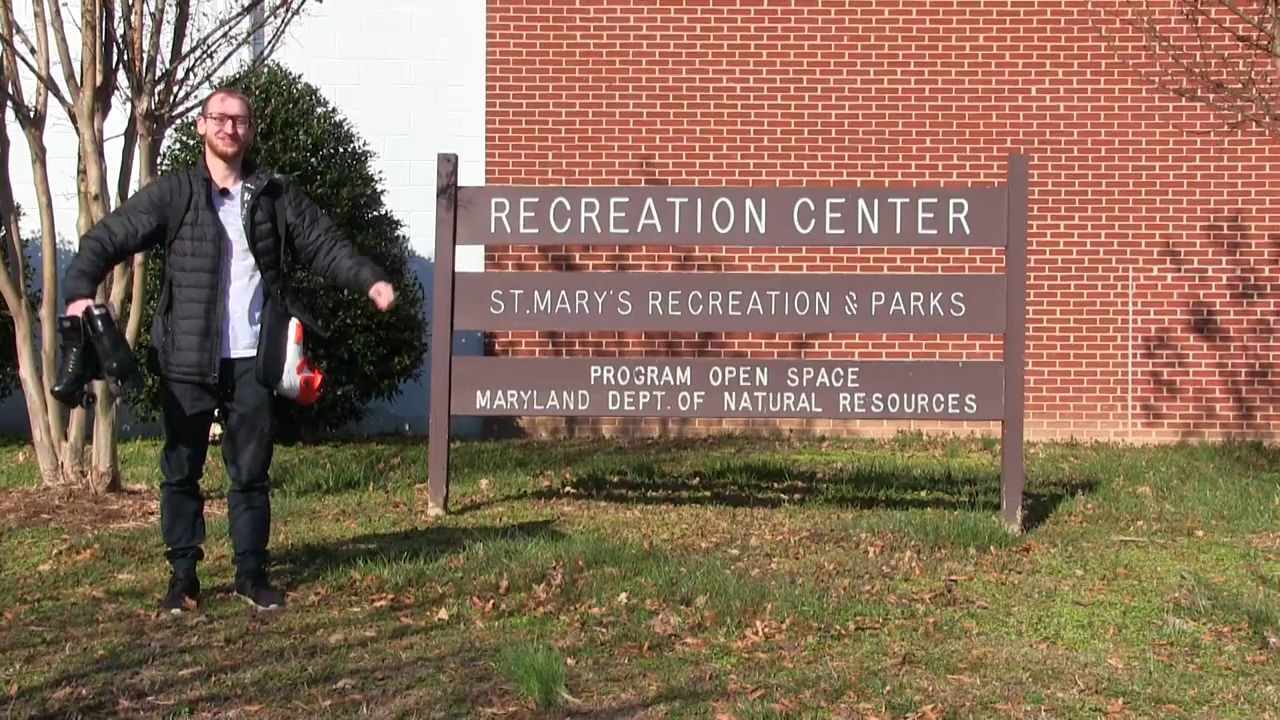 RECREATION CENTER
ST.MARY'S RECREATION & PARKS
PROGRAM OPEN SPACE
MARYLAND DEPT. OF NATURAL RESOURCES